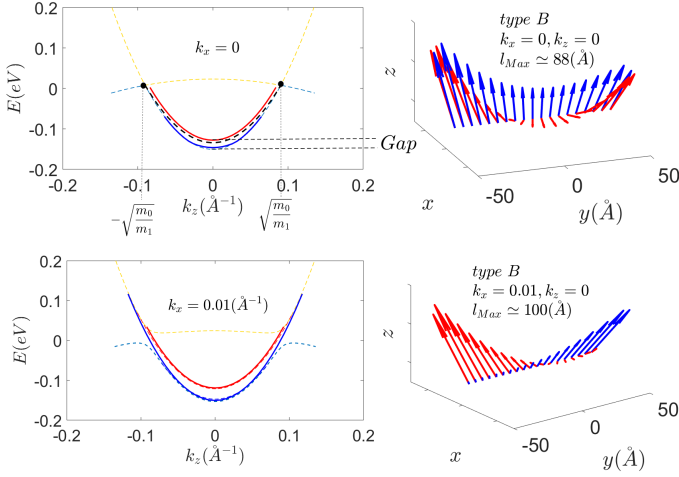 0.2
0.1
0
-0.1
-0.2
E(eV)
k_x = 0
-0.2
-0.1
0
0.1
0.2
k_z(Å⁻¹)
-√(m_0/m_1)
√(m_0/m_1)
Gap
type B
k_x = 0, k_z = 0
l_{Max} ≃ 88(Å)
z
x
-50
0
50
y(Å)
0.2
0.1
0
-0.1
-0.2
E(eV)
k_x = 0.01(Å⁻¹)
-0.2
-0.1
0
0.1
0.2
k_z(Å⁻¹)
type B
k_x = 0.01, k_z = 0
l_{Max} ≃ 100(Å)
z
x
-50
0
50
y(Å)